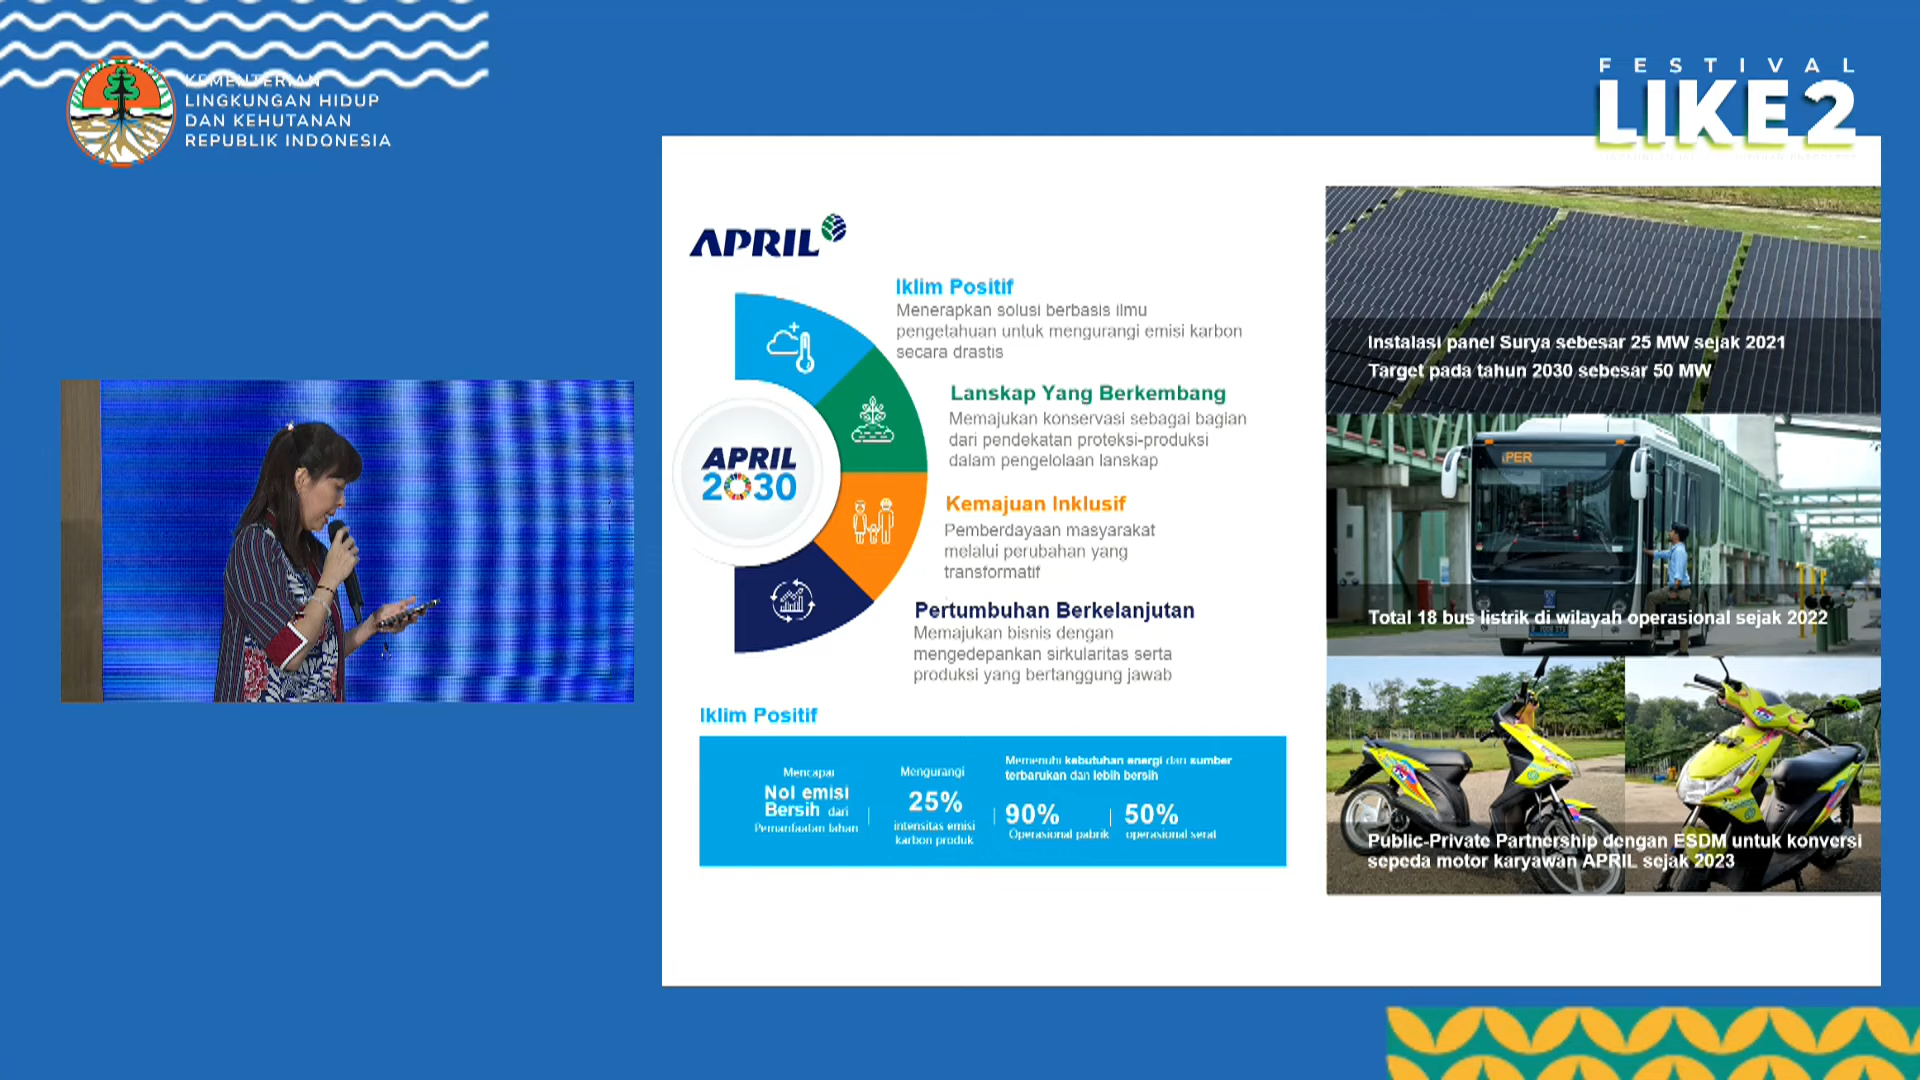 KEMENTERIAN
LINGKUNGAN HIDUP
DAN KEHUTANAN
REPUBLIK INDONESIA
FESTIVAL
LIKE 2
APRIL
Iklim Positif
Menerapkan solusi berbasis ilmu
pengetahuan untuk mengurangi emisi karbon
secara drastis
Lanskap Yang Berkembang
Memajukan konservasi sebagai bagian
dari pendekatan proteksi-produksi
dalam pengelolaan lanskap
APRIL
2030
Kemajuan Inklusif
Pemberdayaan masyarakat
melalui perubahan yang
transformatif
Pertumbuhan Berkelanjutan
Memajukan bisnis dengan
mengedepankan sirkularitas serta
produksi yang bertanggung jawab
Iklim Positif
Mencapai
Nol emisi
Bersih dari
Pemanfaatan lahan
Mengurangi
25%
intensitas emisi
karbon produk
Memenuhi kebutuhan energi dari sumber
terbarukan dan lebih bersih
90%
Operasional pabrik
50%
operasional serat
Instalasi panel Surya sebesar 25 MW sejak 2021
Target pada tahun 2030 sebesar 50 MW
APER
Total 18 bus listrik di wilayah operasional sejak 2022
Public-Private Partnership dengan ESDM untuk konversi
sepeda motor karyawan APRIL sejak 2023